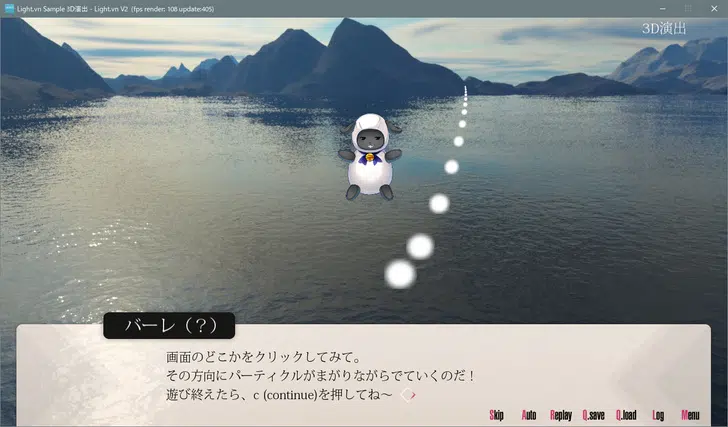 Light.vn Sample 3D演出 - Light.vn V2 (fps render: 108 update:405)
3D演出
バーレ（？）
画面のどこかをクリックしてみて。
その方向にパーティクルがまがりながらでていくのだ！
遊び終えたら、c (continue)を押してね～
Skip Auto Replay Q.save Q.load Log Menu